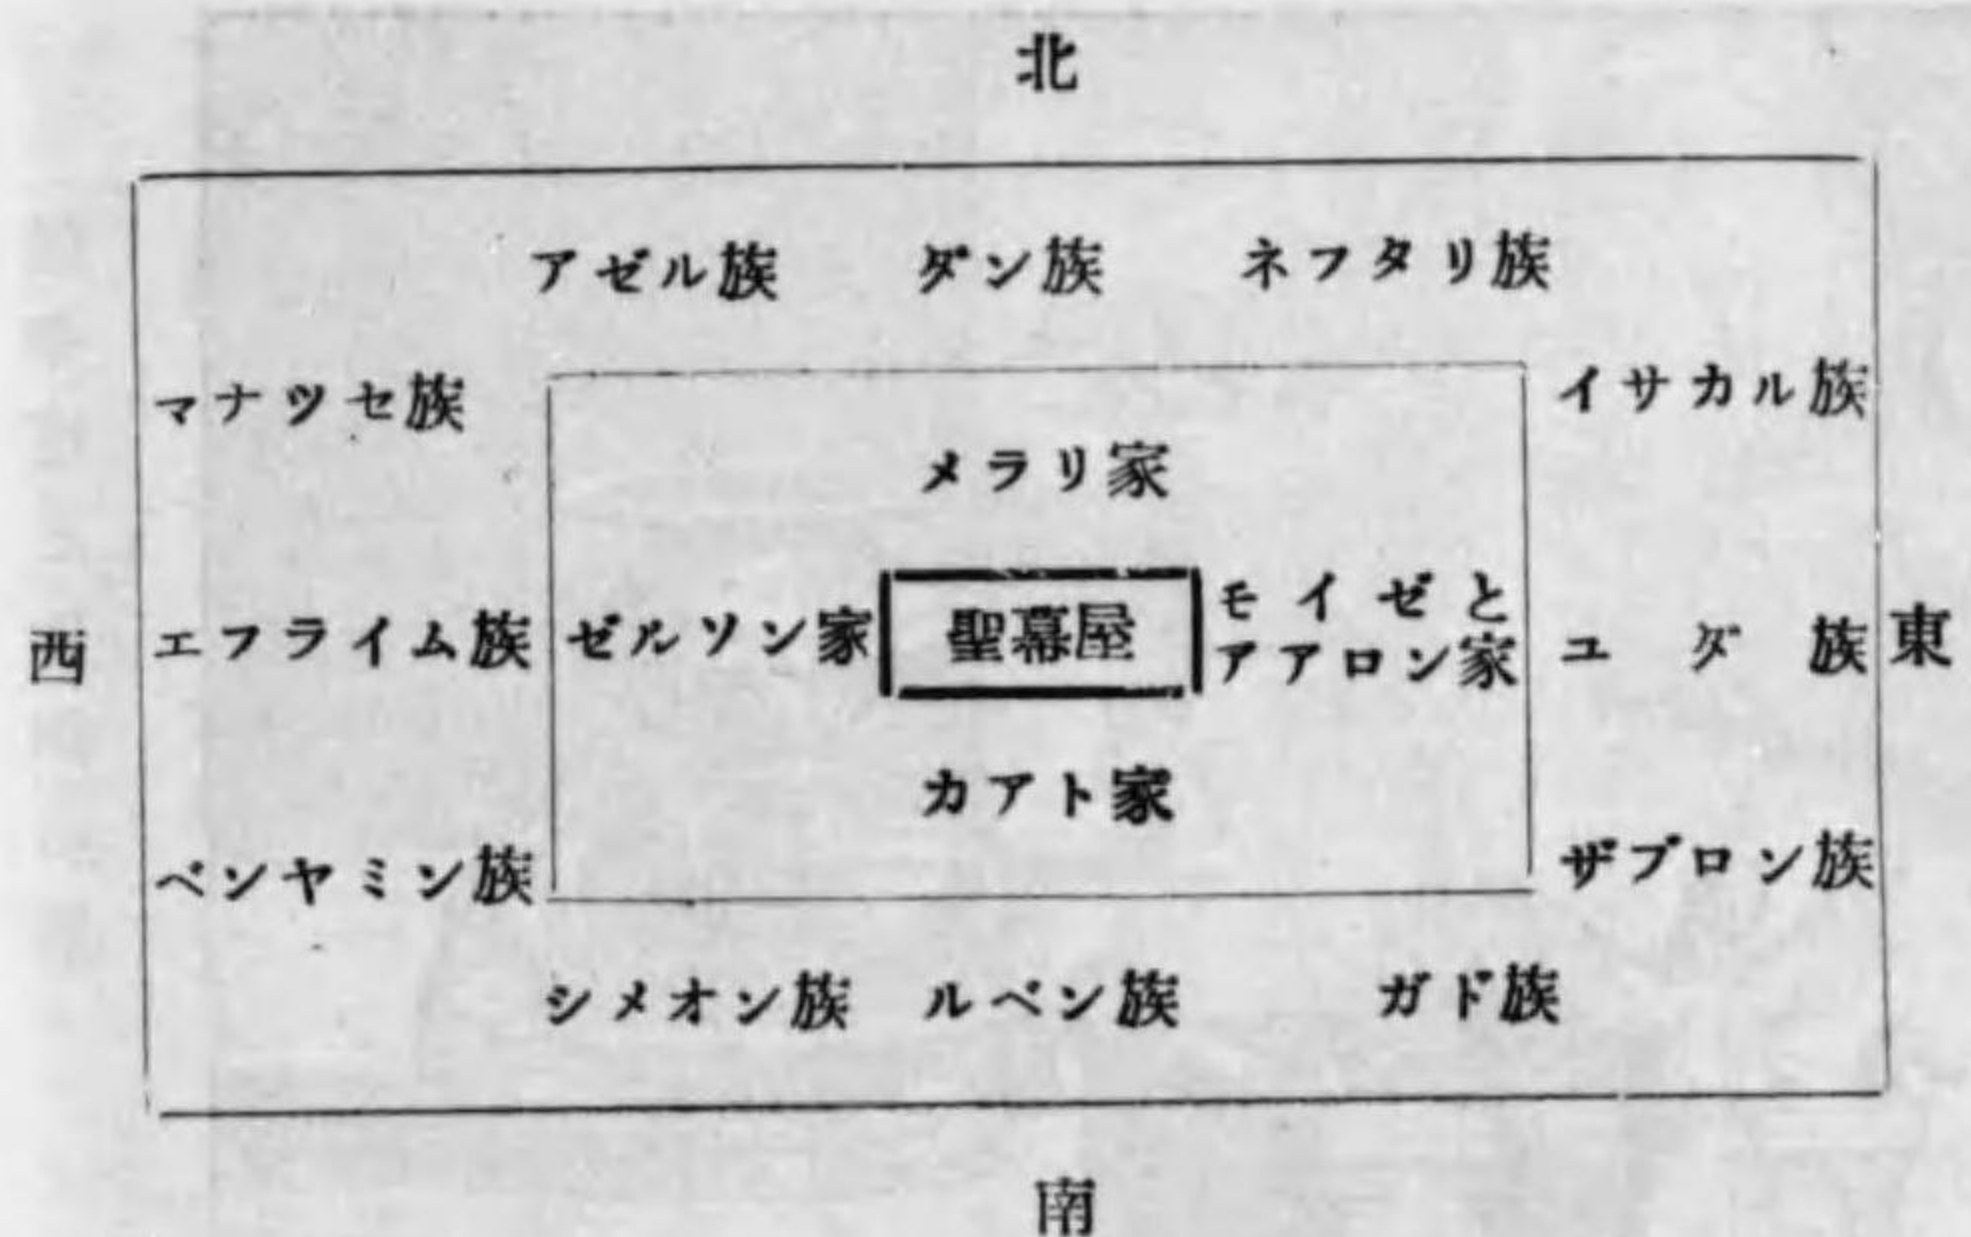 北
アゼル族 ダン族 ネフタリ族
マナツセ族 イサカル族
メラリ家
西 エフライム族 ゼルソン家 聖幕屋 モイゼと
アアロン家 ユダ族 東
カアト家
ベンヤミン族 ザブロン族
シメオン族 ルベン族 ガド族
南